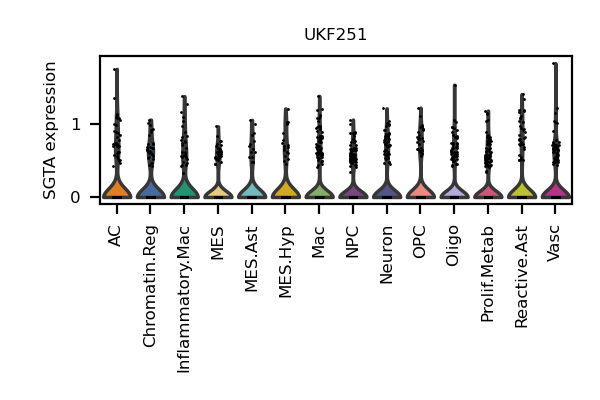 UKF251
SGTA expression
1
0
AC
Chromatin.Reg
Inflammatory.Mac
MES
MES.Ast
MES.Hyp
Mac
NPC
Neuron
OPC
Oligo
Prolif.Metab
Reactive.Ast
Vasc